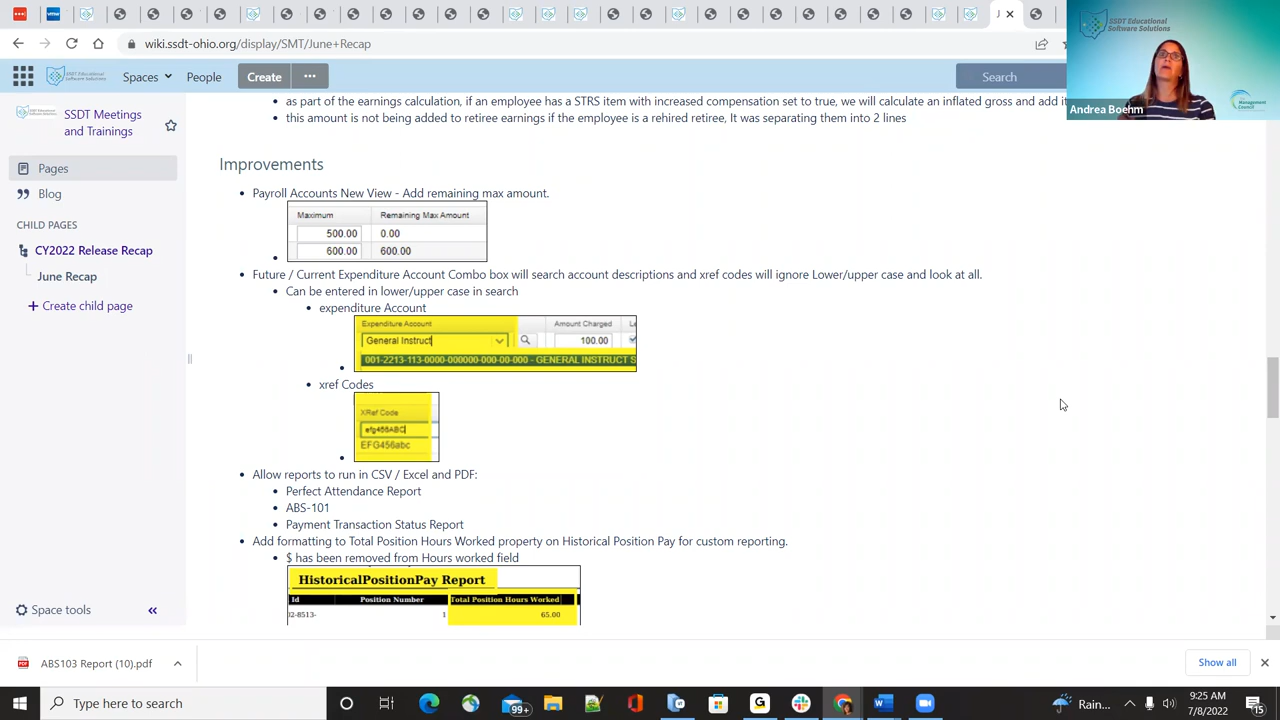 wiki.ssdt-ohio.org/display/SMT/June+Recap
SSDT Educational
Software Solutions
Andrea Boehm
Management
Council
Spaces
People
Create
Search
SSDT Meetings
and Trainings
Pages
Blog
CHILD PAGES
CY2022 Release Recap
June Recap
+ Create child page
Space tools
as part of the earnings calculation, if an employee has a STRS item with increased compensation set to true, we will calculate an inflated gross and add it
this amount is not being added to retiree earnings if the employee is a rehired retiree, It was separating them into 2 lines
Improvements
Payroll Accounts New View - Add remaining max amount.
Maximum Remaining Max Amount
500.00 0.00
600.00 600.00
Future / Current Expenditure Account Combo box will search account descriptions and xref codes will ignore Lower/upper case and look at all.
Can be entered in lower/upper case in search
expenditure Account
Expenditure Account Amount Charged Le
General Instruct 100.00
001-2213-113-0000-000000-000-00-000 - GENERAL INSTRUCT S
xref Codes
XRef Code
efg456ABC
EFG456abc
Allow reports to run in CSV / Excel and PDF:
Perfect Attendance Report
ABS-101
Payment Transaction Status Report
Add formatting to Total Position Hours Worked property on Historical Position Pay for custom reporting.
$ has been removed from Hours worked field
HistoricalPositionPay Report
Id Position Number Total Position Hours Worked
1 65.00
ABS103 Report (10).pdf
Show all
Type here to search
99+
Rain...
9:25 AM
7/8/2022
15